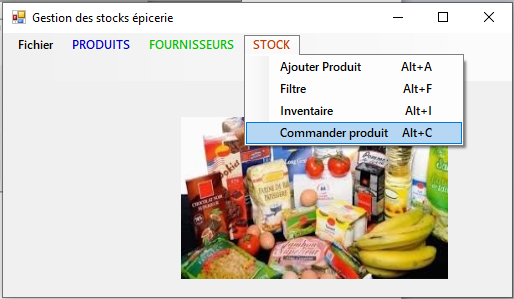 Gestion des stocks épicerie
Fichier PRODUITS FOURNISSEURS STOCK
Ajouter Produit Alt+A
Filtre Alt+F
Inventaire Alt+I
Commander produit Alt+C